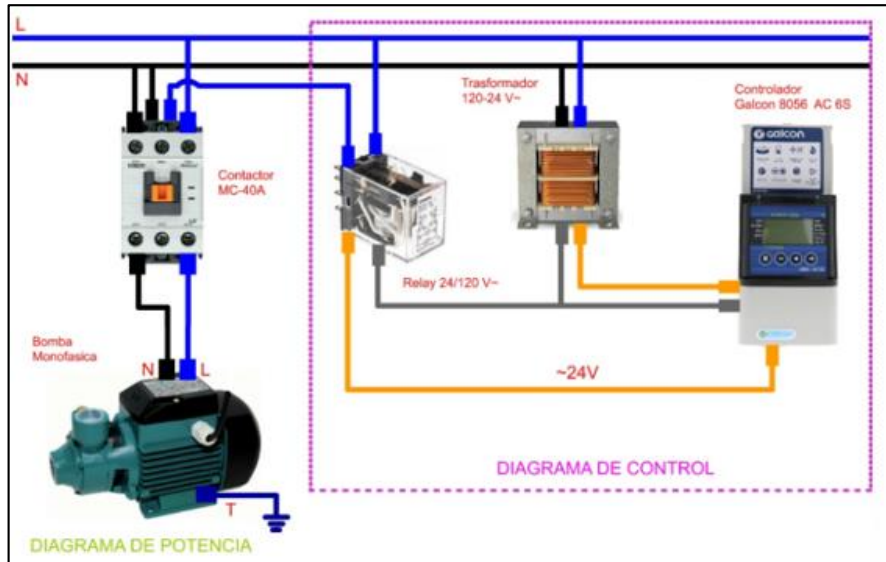 L
N
Trasformador
120-24 V~
Controlador
Galcon 8056 AC 6S
GALCON
Contactor
MC-40A
Relay 24/120 V~
Bomba
Monofasica
N
L
~24V
DIAGRAMA DE CONTROL
T
DIAGRAMA DE POTENCIA